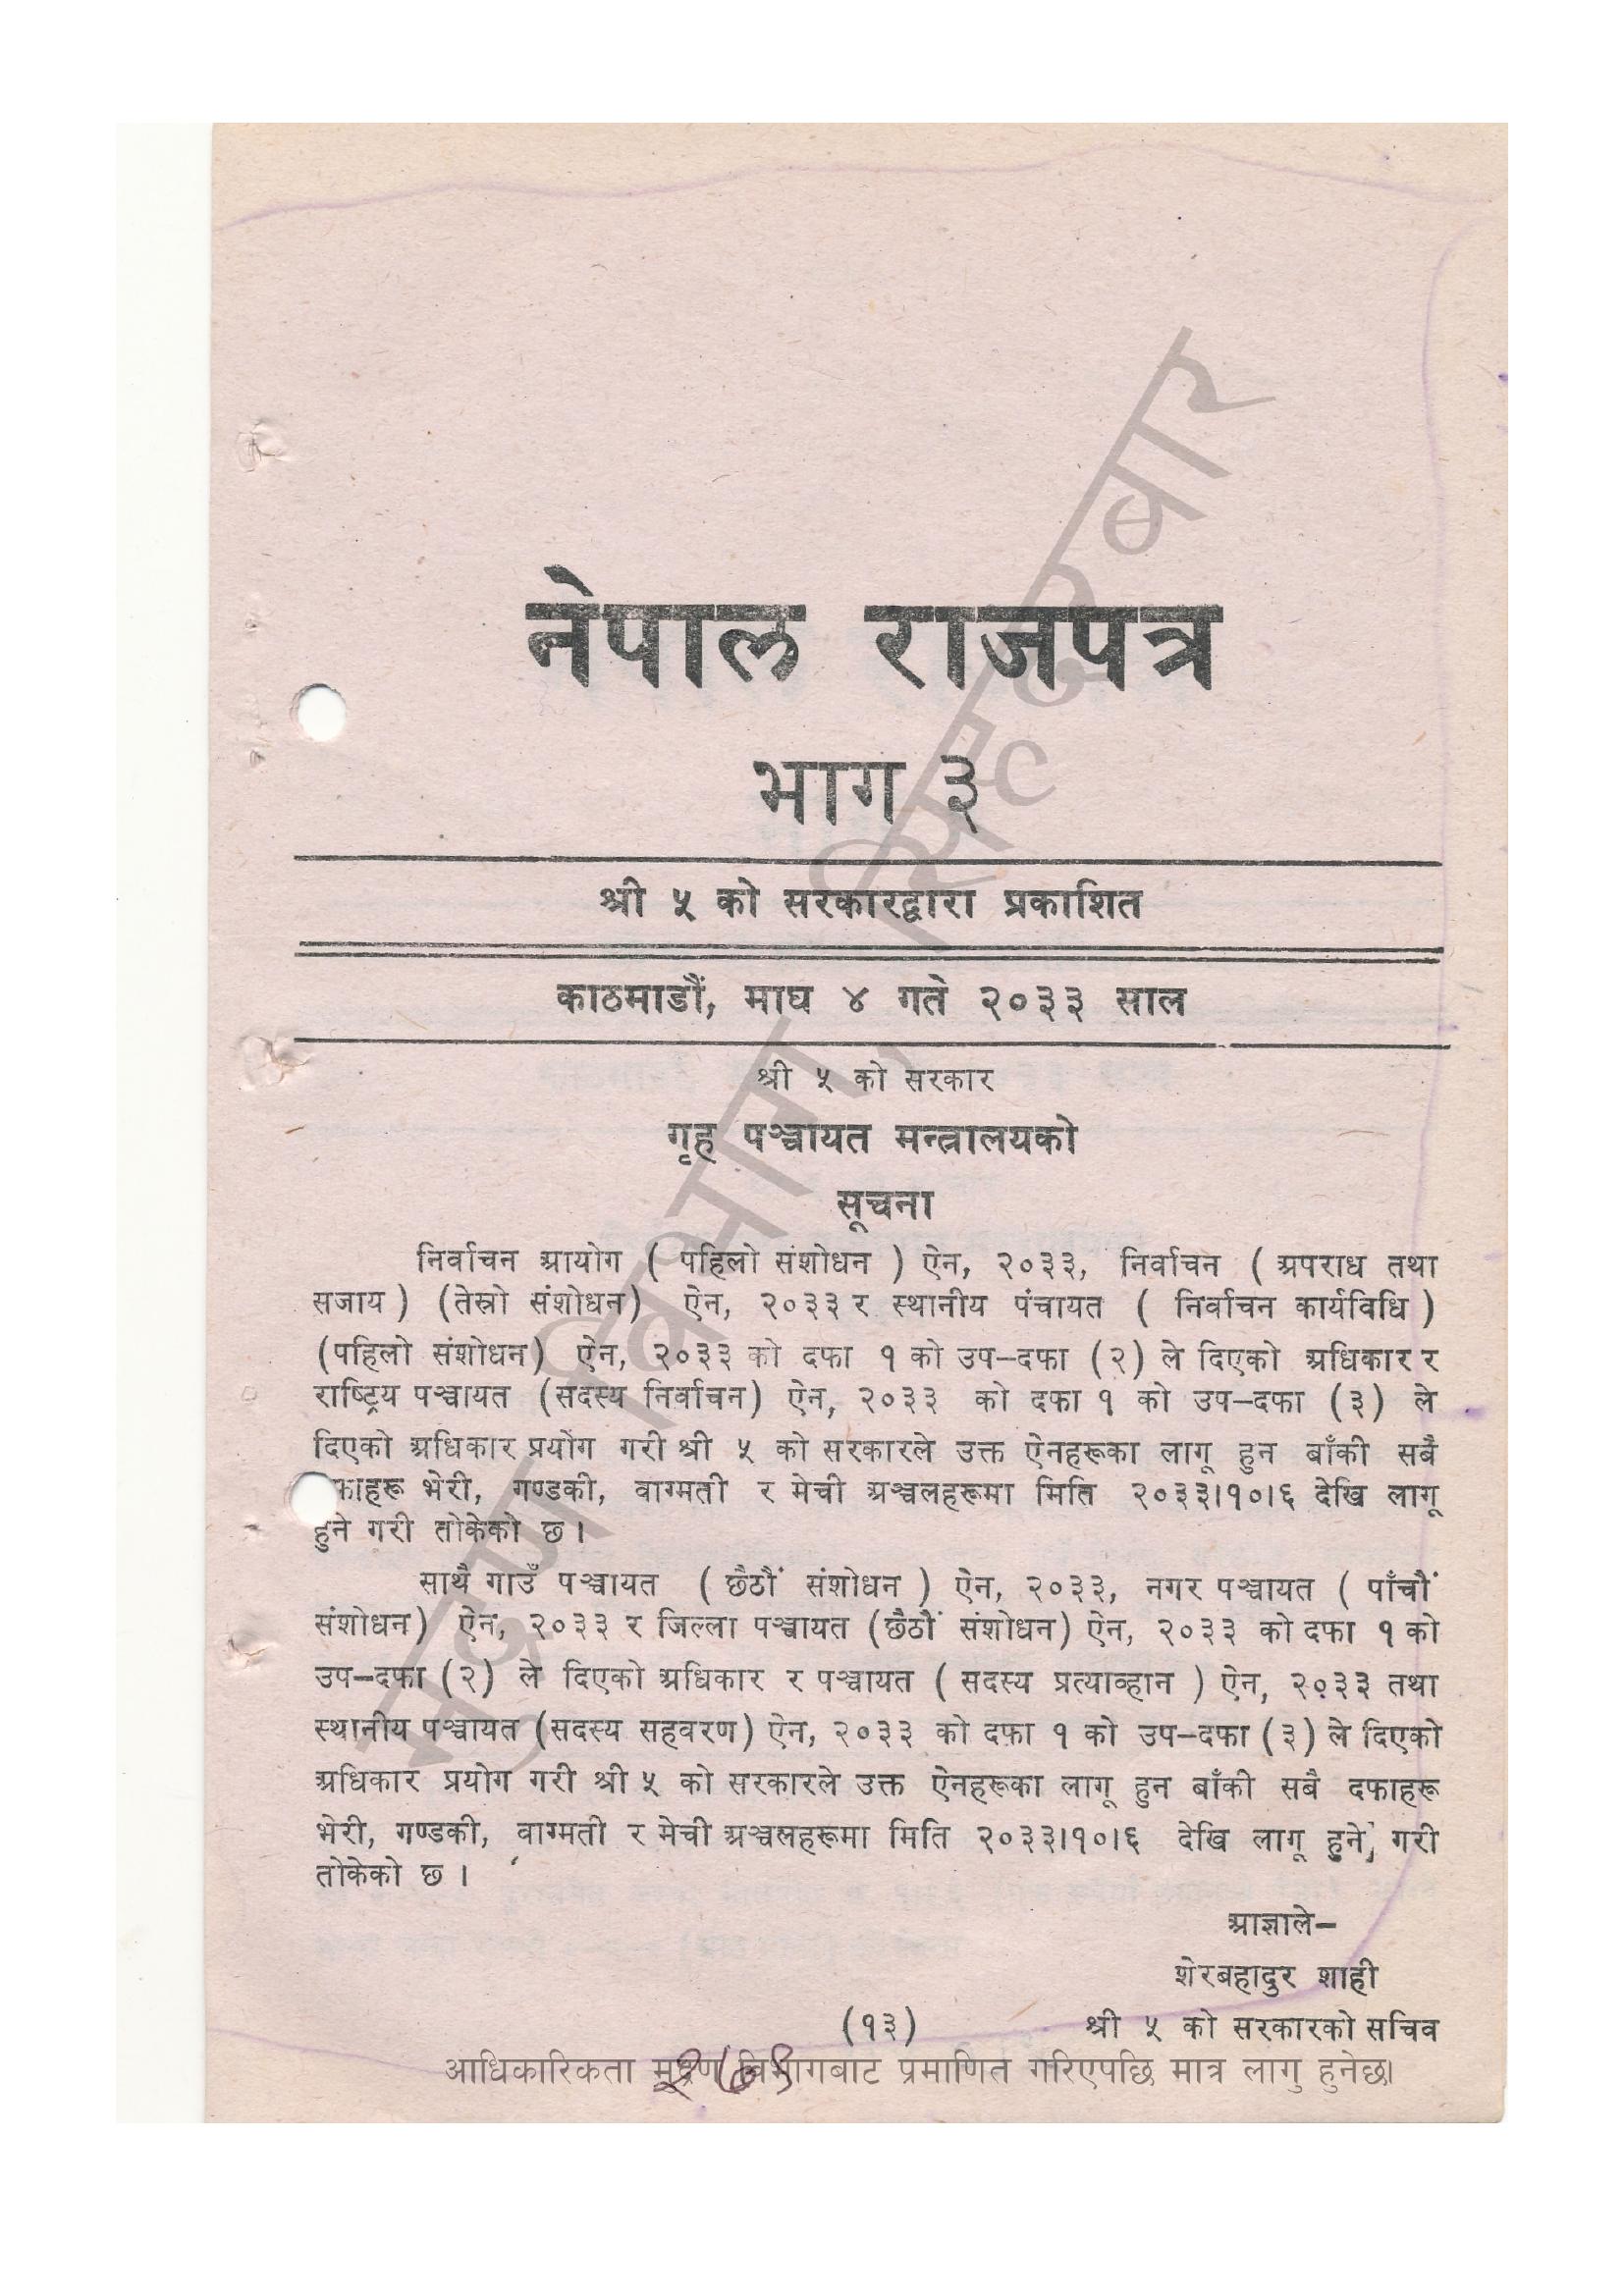 नेपाल राजपत्र
भाग ३
श्री ५ को सरकारद्वारा प्रकाशित
काठमाडौं, माघ ४ गते २०३३ साल
श्री ५ को सरकार
गृह पञ्चायत मन्त्रालयको
सूचना
निर्वाचन आयोग ( पहिलो संशोधन ) ऐन, २०३३, निर्वाचन ( अपराध तथा
सजाय ) (तेस्रो संशोधन) ऐन, २०३३ र स्थानीय पंचायत ( निर्वाचन कार्यविधि )
(पहिलो संशोधन) ऐन, २०३३ को दफा १ को उप–दफा (२) ले दिएको अधिकार र
राष्ट्रिय पञ्चायत (सदस्य निर्वाचन) ऐन, २०३३ को दफा १ को उप–दफा (३) ले
दिएको अधिकार प्रयोग गरी श्री ५ को सरकारले उक्त ऐनहरूका लागू हुन बाँकी सबै
फाहरू भेरी, गण्डकी, वाग्मती र मेची अञ्चलहरूमा मिति २०३३।१०।६ देखि लागू
हुने गरी तोकेको छ ।
साथै गाउँ पञ्चायत ( छैठौं संशोधन ) ऐन, २०३३, नगर पञ्चायत ( पाँचौं
संशोधन) ऐन, २०३३ र जिल्ला पञ्चायत (छैठौं संशोधन) ऐन, २०३३ को दफा १ को
उप–दफा (२) ले दिएको अधिकार र पञ्चायत ( सदस्य प्रत्याव्हान ) ऐन, २०३३ तथा
स्थानीय पञ्चायत (सदस्य सहवरण) ऐन, २०३३ को दफा १ को उप–दफा (३) ले दिएको
अधिकार प्रयोग गरी श्री ५ को सरकारले उक्त ऐनहरूका लागू हुन बाँकी सबै दफाहरू
भेरी, गण्डकी, वाग्मती र मेची अञ्चलहरूमा मिति २०३३।१०।६ देखि लागू हुने गरी
तोकेको छ ।
आज्ञाले–
शेरबहादुर शाही
(१३) श्री ५ को सरकारको सचिव
आधिकारिकता मुद्रण विभागबाट प्रमाणित गरिएपछि मात्र लागु हुनेछ।
मुद्रण विभाग, सिंहदरबार